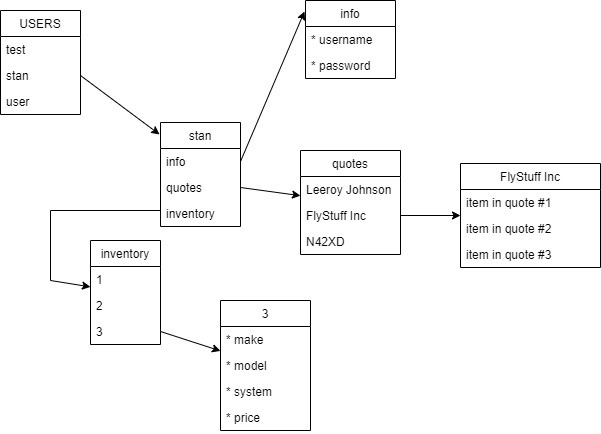 USERS
test
stan
user
info
* username
* password
stan
info
quotes
inventory
quotes
Leeroy Johnson
FlyStuff Inc
N42XD
FlyStuff Inc
item in quote #1
item in quote #2
item in quote #3
inventory
1
2
3
3
* make
* model
* system
* price